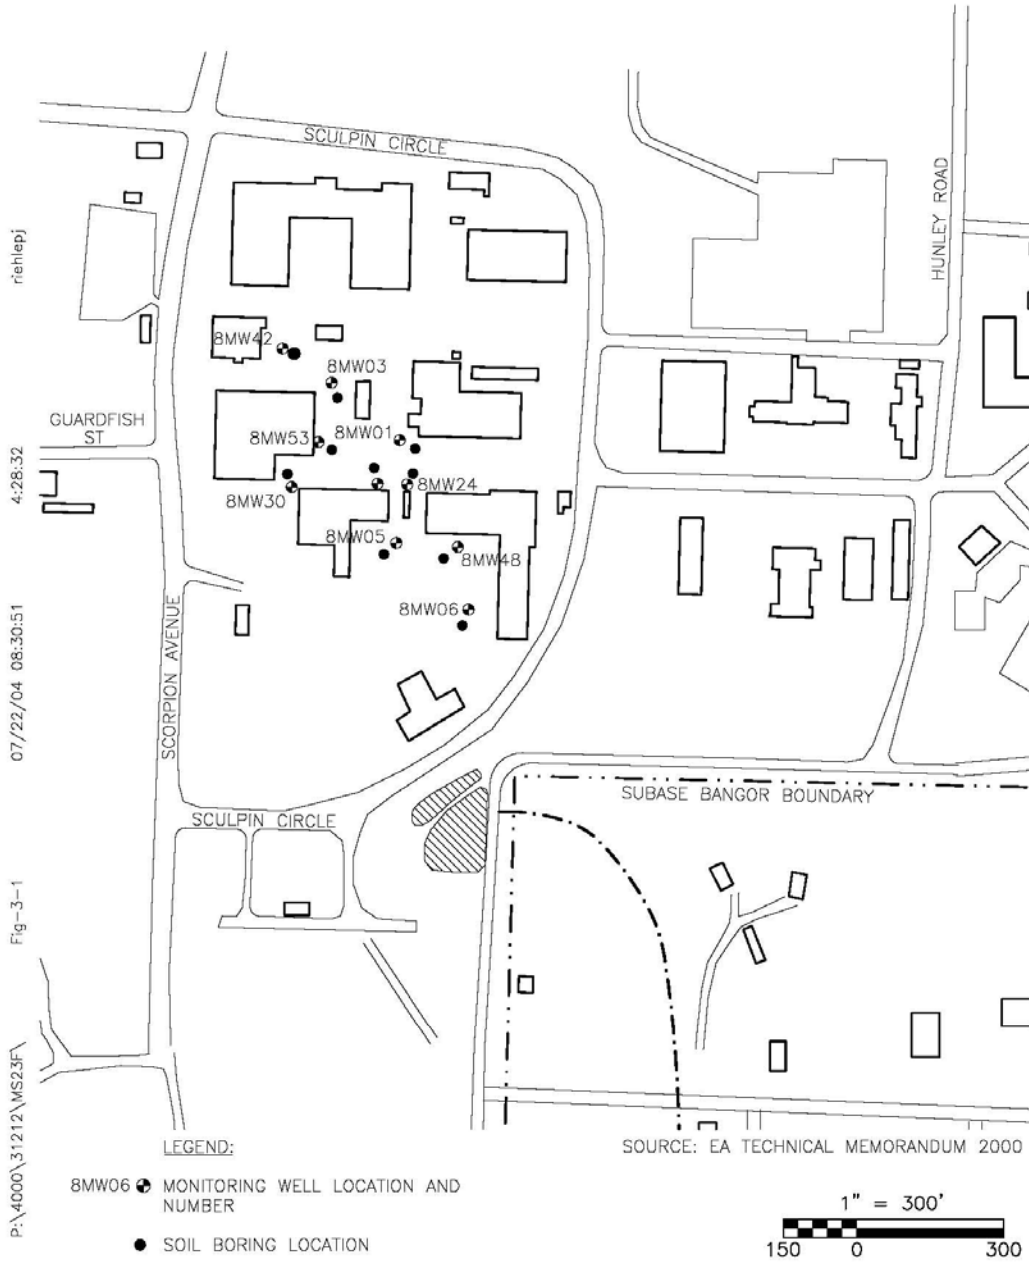 SCULPIN CIRCLE
HUNLEY ROAD
8MW42
8MW03
GUARDFISH
ST
8MW53
8MW01
8MW30
8MW24
8MW05
8MW48
8MW06
SCORPION AVENUE
SUBASE BANGOR BOUNDARY
SCULPIN CIRCLE
riehlepj
4:28:32
07/22/04 08:30:51
Fig-3-1
P:\4000\31212\MS23F\
LEGEND:
8MW06 MONITORING WELL LOCATION AND
NUMBER
SOIL BORING LOCATION
SOURCE: EA TECHNICAL MEMORANDUM 2000
1" = 300'
150 0 300